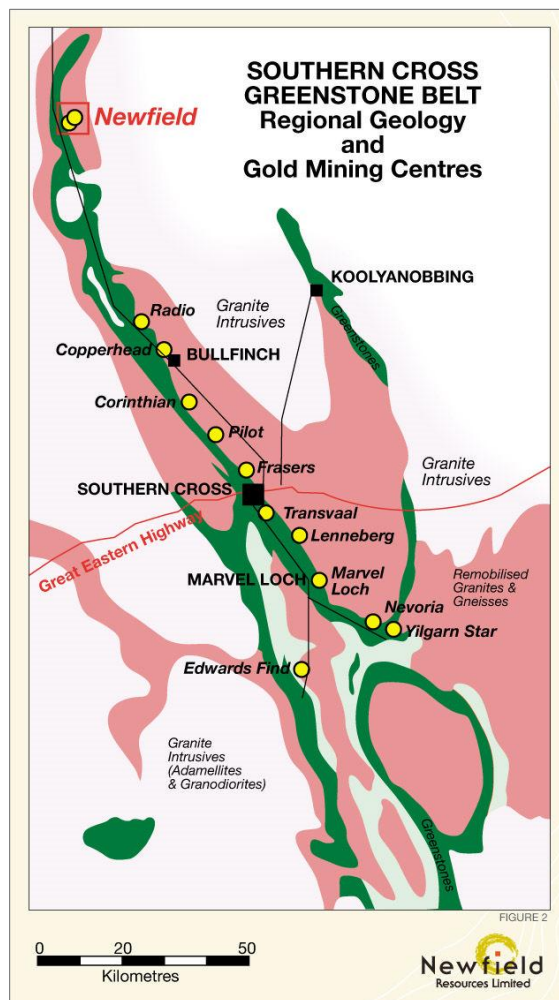 SOUTHERN CROSS
GREENSTONE BELT
Regional Geology
and
Gold Mining Centres
Newfield
KOOLYANOBBING
Greenstones
Radio
Granite
Intrusives
Copperhead
BULLFINCH
Corinthian
Pilot
Frasers
Granite
Intrusives
SOUTHERN CROSS
Great Eastern Highway
Transvaal
Lenneberg
MARVEL LOCH
Marvel
Loch
Remobilised
Granites &
Gneisses
Nevoria
Yilgarn Star
Edwards Find
Granite
Intrusives
(Adamellites
& Granodiorites)
Greenstones
FIGURE 2
0 20 50
Kilometres
Newfield
Resources Limited